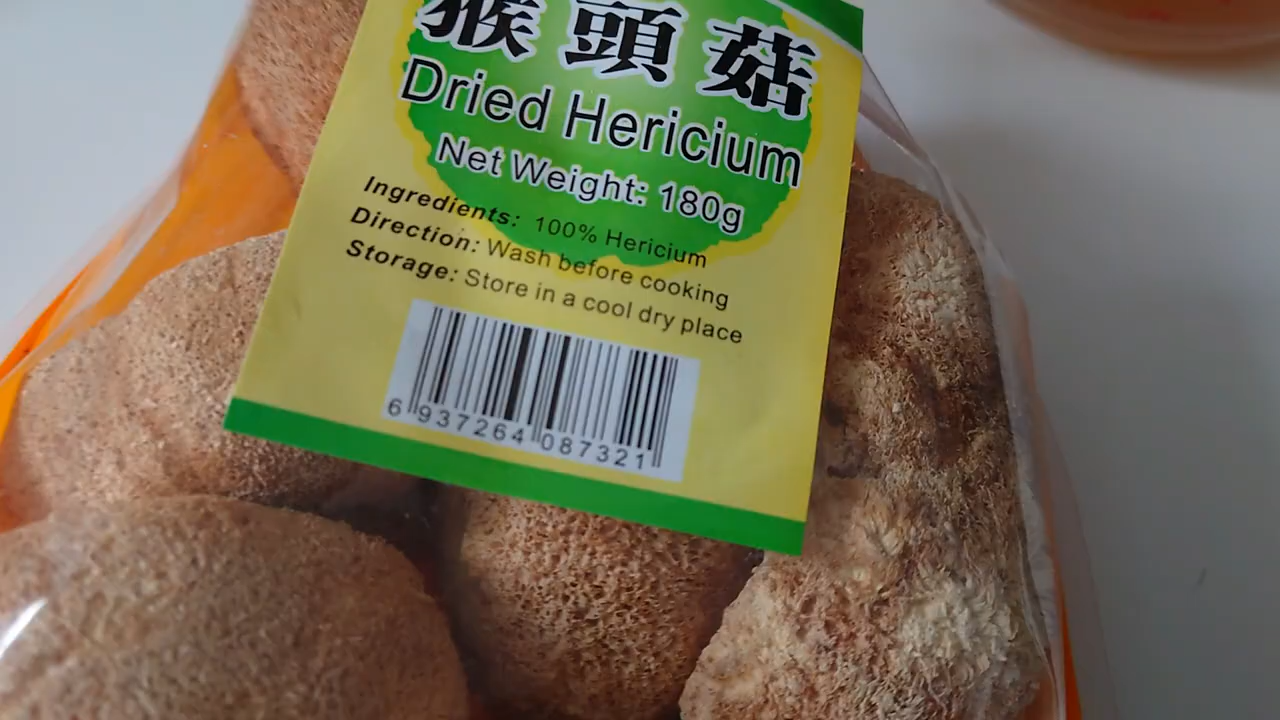 猴頭菇
Dried Hericium
Net Weight: 180g
Ingredients: 100% Hericium
Direction: Wash before cooking
Storage: Store in a cool dry place
6 937264 087321